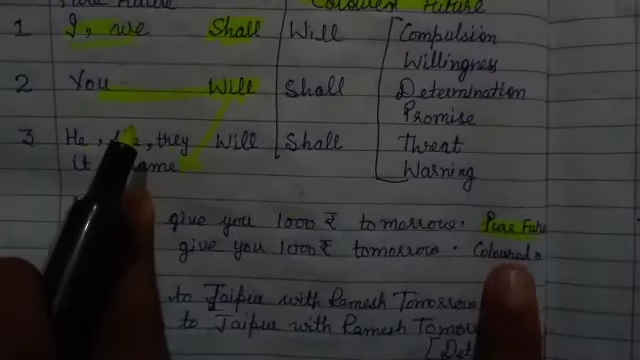 Pure Future Coloured Future
1 I, we Shall Will Compulsion
Willingness
2 You Will Shall Determination
Promise
3 He, they Will Shall Threat
it Warning
give you 1000 ₹ tomorrow. Pure
give you 1000 ₹ tomorrow. Coloured
to Jaipur with Ramesh Tomorrow
to Jaipur with Ramesh